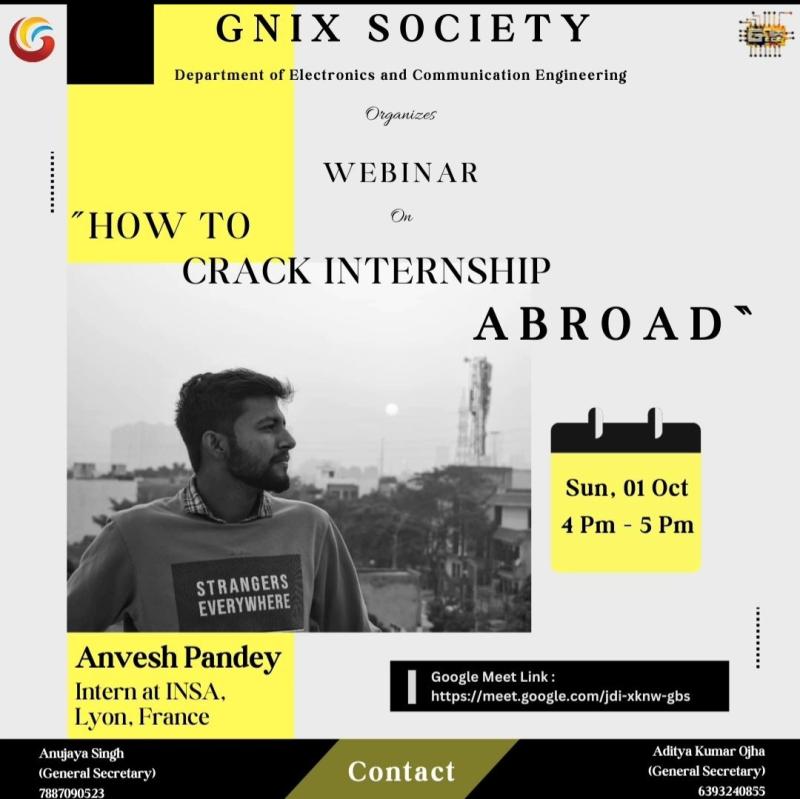 GNIX SOCIETY
Department of Electronics and Communication Engineering
Organizes
WEBINAR
On
"HOW TO
CRACK INTERNSHIP
ABROAD"
Sun, 01 Oct
4 Pm - 5 Pm
STRANGERS
EVERYWHERE
Anvesh Pandey
Intern at INSA,
Lyon, France
Google Meet Link :
https://meet.google.com/jdi-xknw-gbs
Anujaya Singh
(General Secretary)
7887090523
Contact
Aditya Kumar Ojha
(General Secretary)
6393240855